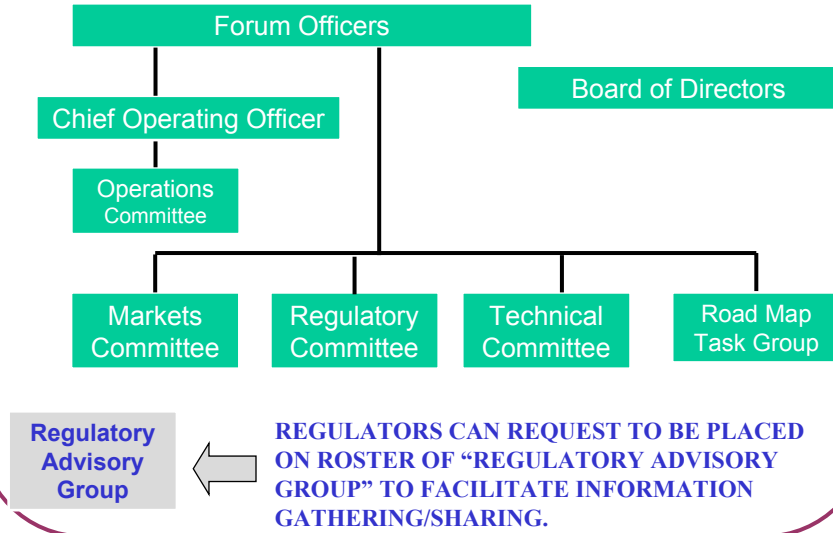 Forum Officers
Board of Directors
Chief Operating Officer
Operations
Committee
Markets
Committee
Regulatory
Committee
Technical
Committee
Road Map
Task Group
Regulatory
Advisory
Group
REGULATORS CAN REQUEST TO BE PLACED
ON ROSTER OF “REGULATORY ADVISORY
GROUP” TO FACILITATE INFORMATION
GATHERING/SHARING.